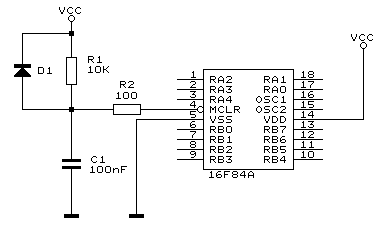 VCC
VCC
R1
10K
D1
R2
100
1 RA2 RA1 18
2 RA3 RA0 17
3 RA4 OSC1 16
4 MCLR OSC2 15
5 VSS VDD 14
6 RB0 RB7 13
7 RB1 RB6 12
8 RB2 RB5 11
9 RB3 RB4 10
16F84A
C1
100nF